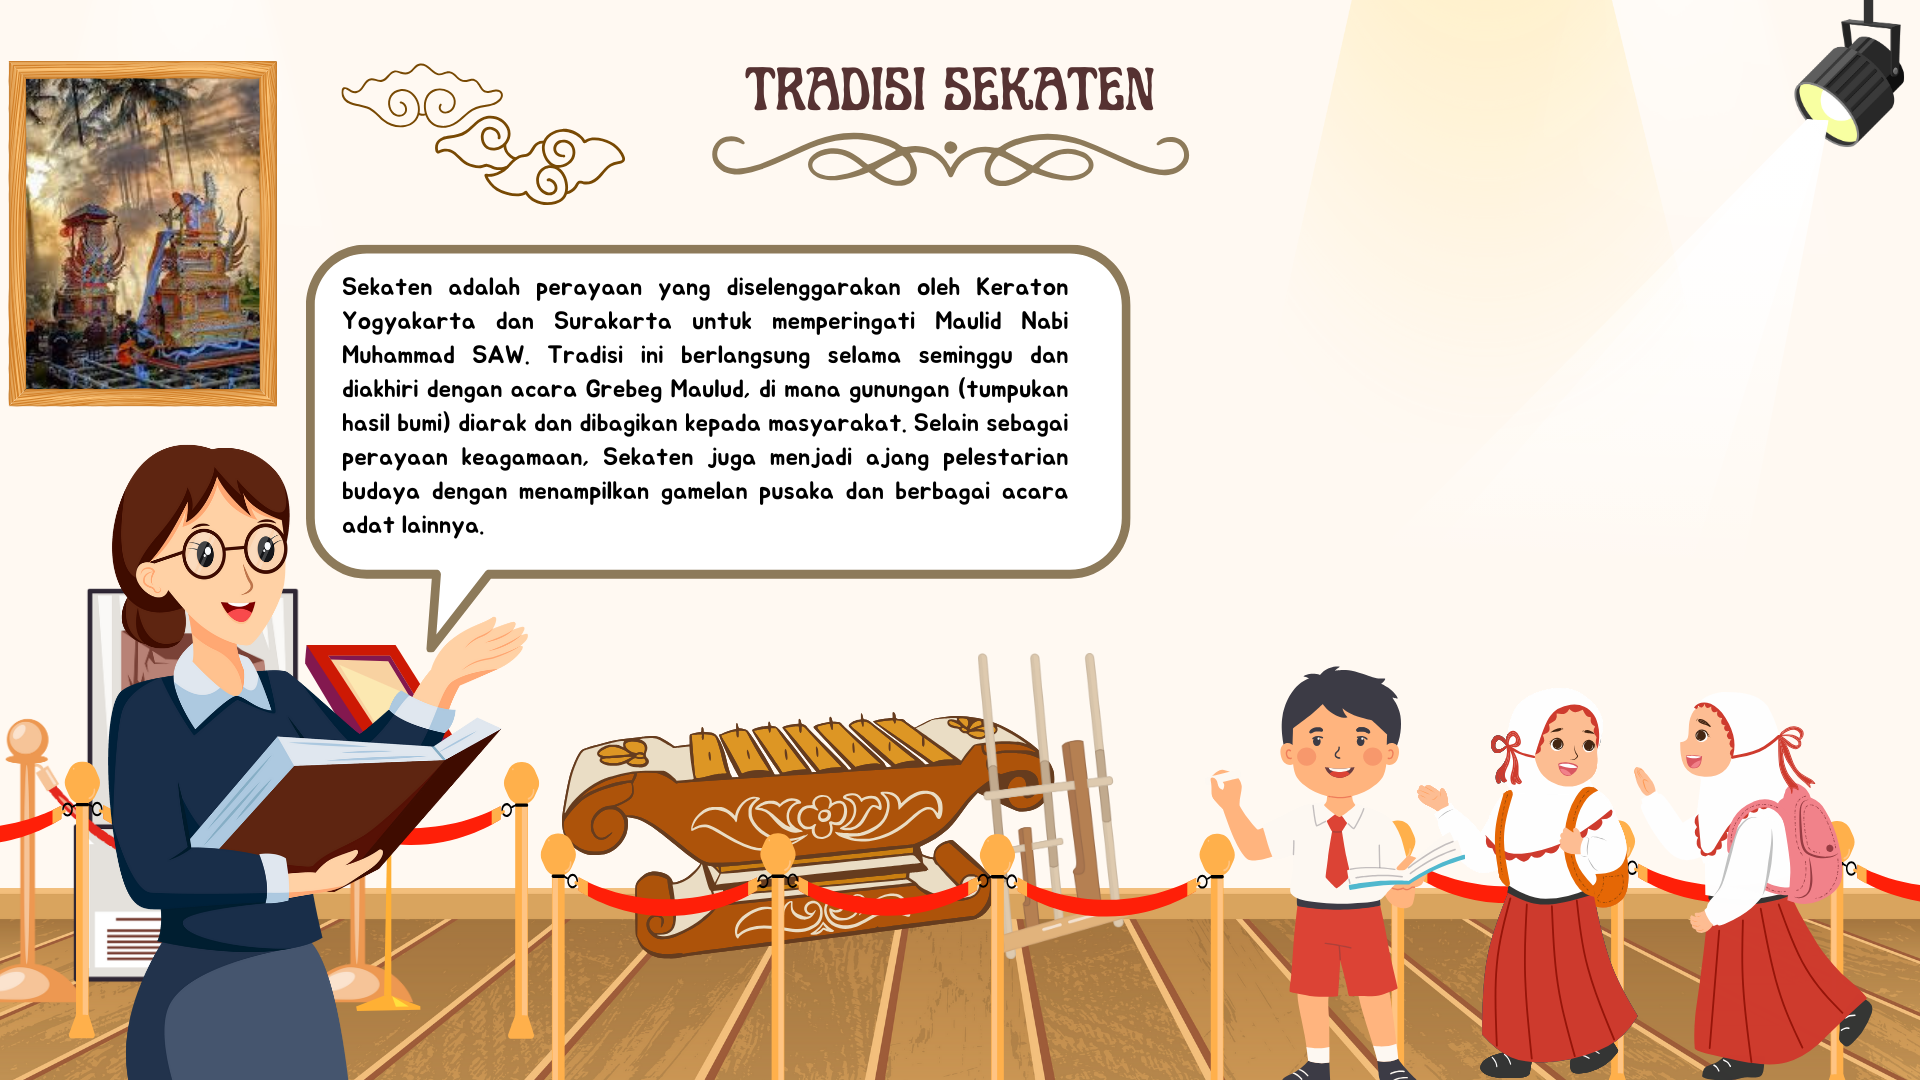 TRADISI SEKATEN
Sekaten adalah perayaan yang diselenggarakan oleh Keraton
Yogyakarta dan Surakarta untuk memperingati Maulid Nabi
Muhammad SAW. Tradisi ini berlangsung selama seminggu dan
diakhiri dengan acara Grebeg Maulud, di mana gunungan (tumpukan
hasil bumi) diarak dan dibagikan kepada masyarakat. Selain sebagai
perayaan keagamaan, Sekaten juga menjadi ajang pelestarian
budaya dengan menampilkan gamelan pusaka dan berbagai acara
adat lainnya.